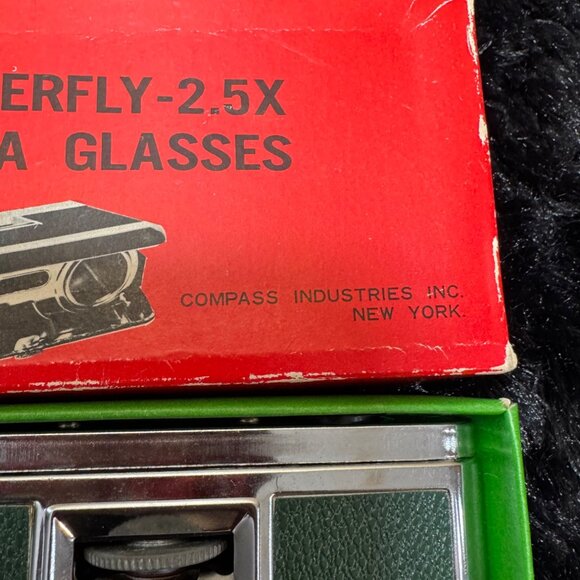 ERFLY-2.5X
A GLASSES
COMPASS INDUSTRIES INC.
NEW YORK.